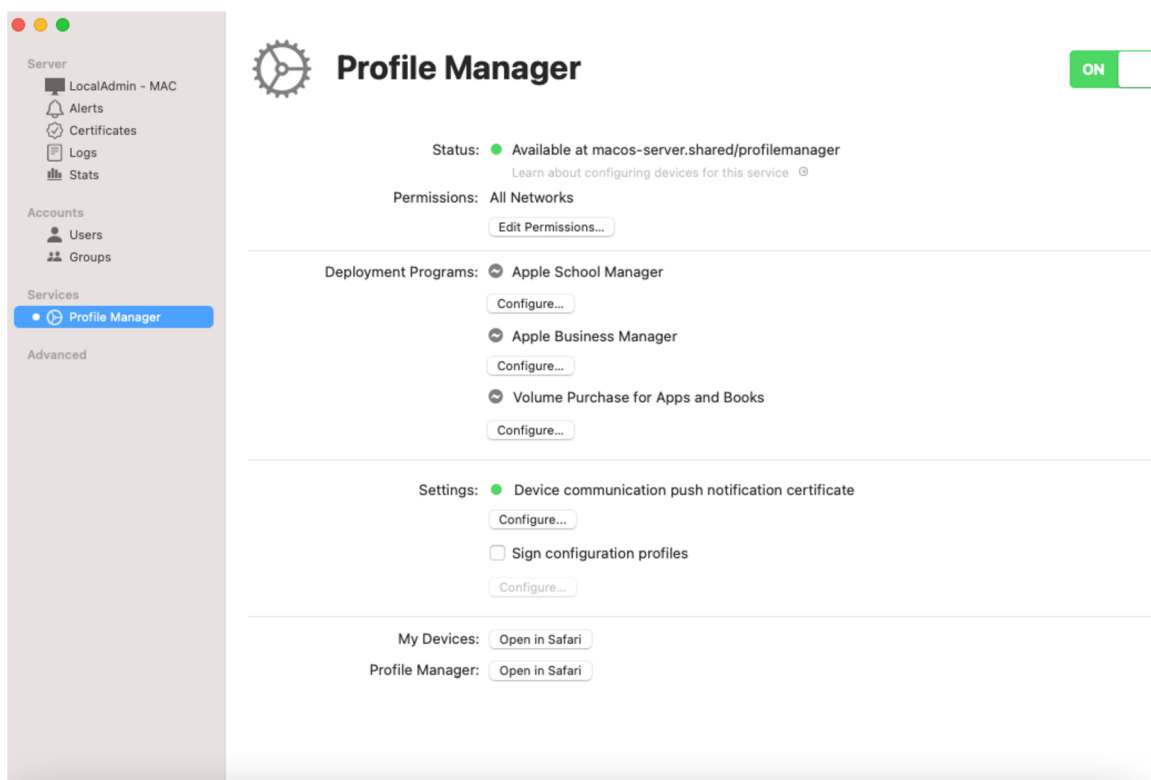 Server
LocalAdmin - MAC
Alerts
Certificates
Logs
Stats
Accounts
Users
Groups
Services
Profile Manager
Advanced
Profile Manager
ON
Status: Available at macos-server.shared/profilemanager
Learn about configuring devices for this service
Permissions: All Networks
Edit Permissions...
Deployment Programs: Apple School Manager
Configure...
Apple Business Manager
Configure...
Volume Purchase for Apps and Books
Configure...
Settings: Device communication push notification certificate
Configure...
Sign configuration profiles
Configure...
My Devices: Open in Safari
Profile Manager: Open in Safari